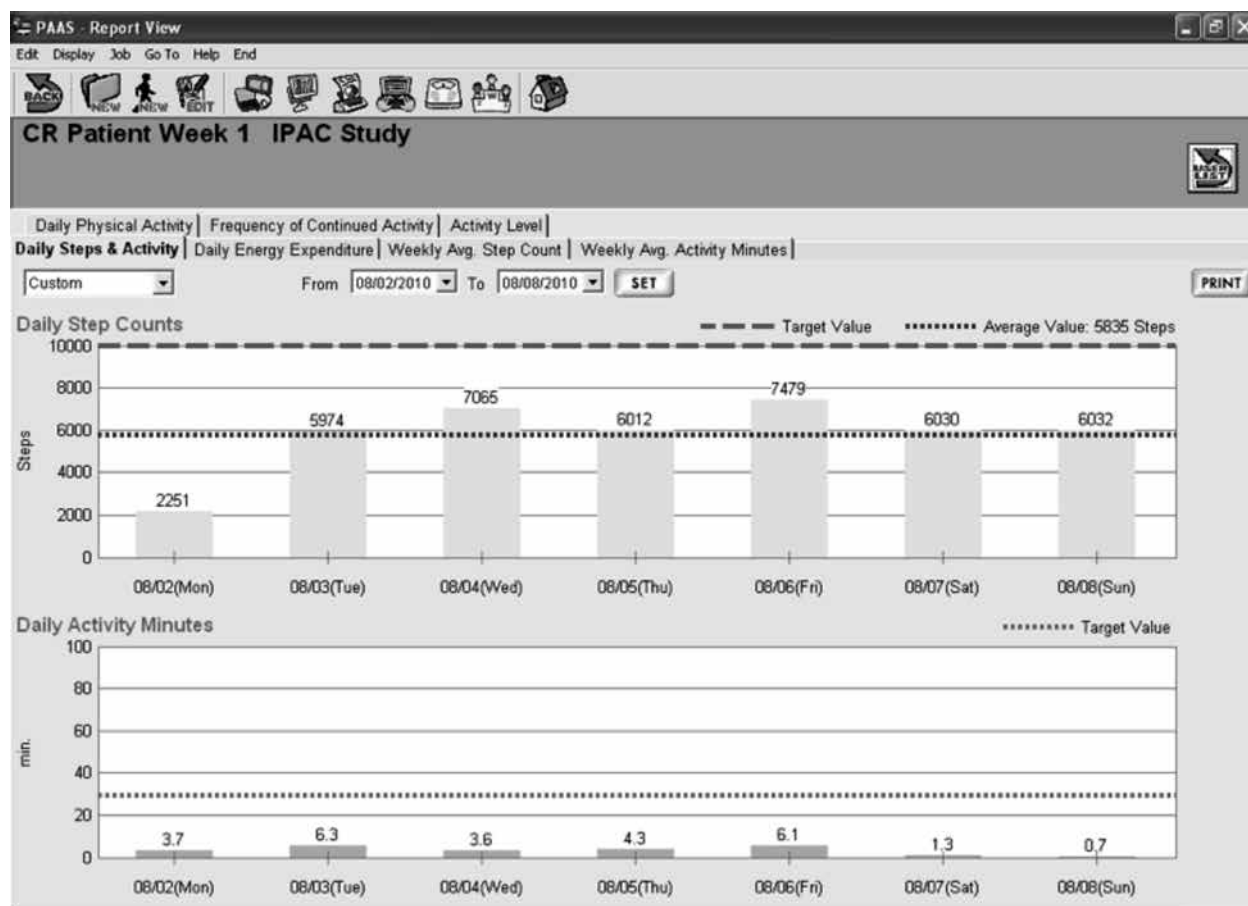 PAAS - Report View
Edit Display Job Go To Help End
BACK NEW NEW EDIT
CR Patient Week 1 IPAC Study
USER LIST
Daily Physical Activity Frequency of Continued Activity Activity Level
Daily Steps & Activity Daily Energy Expenditure Weekly Avg. Step Count Weekly Avg. Activity Minutes
Custom From 08/02/2010 To 08/08/2010 SET PRINT
Daily Step Counts Target Value Average Value: 5835 Steps
10000
8000
6000
4000
2000
0
Steps
2251 5974 7065 6012 7479 6030 6032
08/02(Mon) 08/03(Tue) 08/04(Wed) 08/05(Thu) 08/06(Fri) 08/07(Sat) 08/08(Sun)
Daily Activity Minutes Target Value
100
80
60
40
20
0
min.
3.7 6.3 3.6 4.3 6.1 1.3 0.7
08/02(Mon) 08/03(Tue) 08/04(Wed) 08/05(Thu) 08/06(Fri) 08/07(Sat) 08/08(Sun)